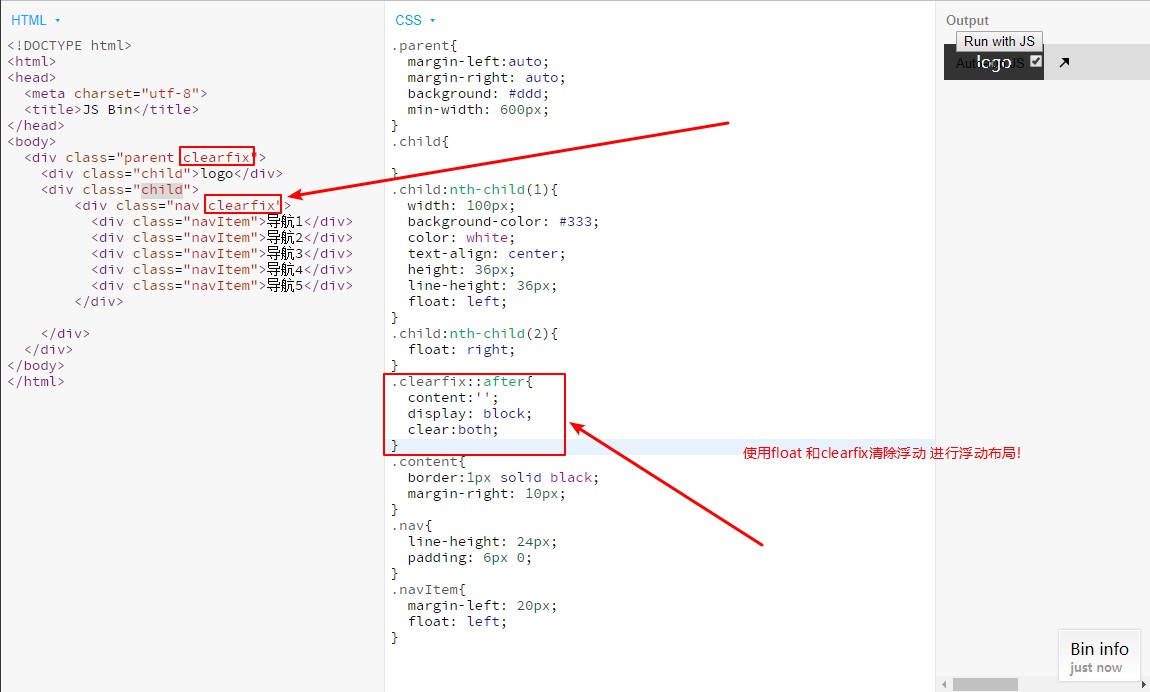 HTML
<!DOCTYPE html>
<html>
<head>
<meta charset="utf-8">
<title>JS Bin</title>
</head>
<body>
<div class="parent clearfix">
<div class="child">logo</div>
<div class="child">
<div class="nav clearfix">
<div class="navItem">导航1</div>
<div class="navItem">导航2</div>
<div class="navItem">导航3</div>
<div class="navItem">导航4</div>
<div class="navItem">导航5</div>
</div>
</div>
</div>
</body>
</html>
CSS
.parent{
margin-left:auto;
margin-right: auto;
background: #ddd;
min-width: 600px;
}
.child{
}
.child:nth-child(1){
width: 100px;
background-color: #333;
color: white;
text-align: center;
height: 36px;
line-height: 36px;
float: left;
}
.child:nth-child(2){
float: right;
}
.clearfix::after{
content:'';
display: block;
clear:both;
}
.content{
border:1px solid black;
margin-right: 10px;
}
.nav{
line-height: 24px;
padding: 6px 0;
}
.navItem{
margin-left: 20px;
float: left;
}
使用float 和clearfix清除浮动 进行浮动布局!
Output
Run with JS
logo
JS
Bin info
just now